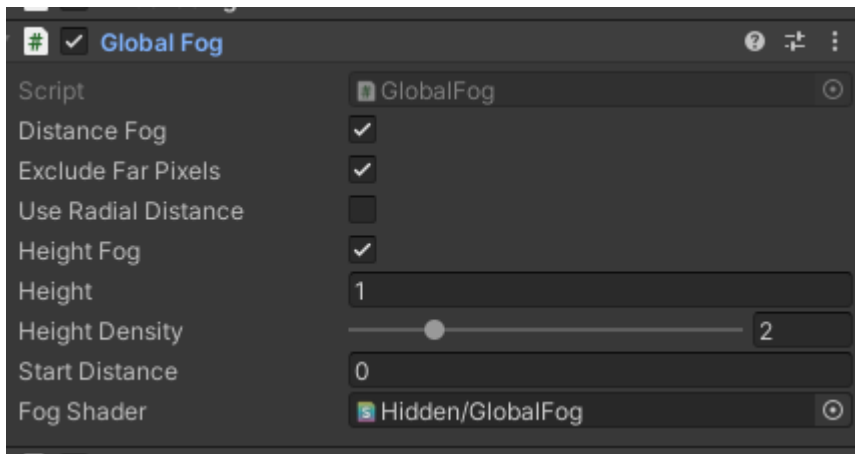 Global Fog
Script GlobalFog
Distance Fog
Exclude Far Pixels
Use Radial Distance
Height Fog
Height 1
Height Density 2
Start Distance 0
Fog Shader Hidden/GlobalFog